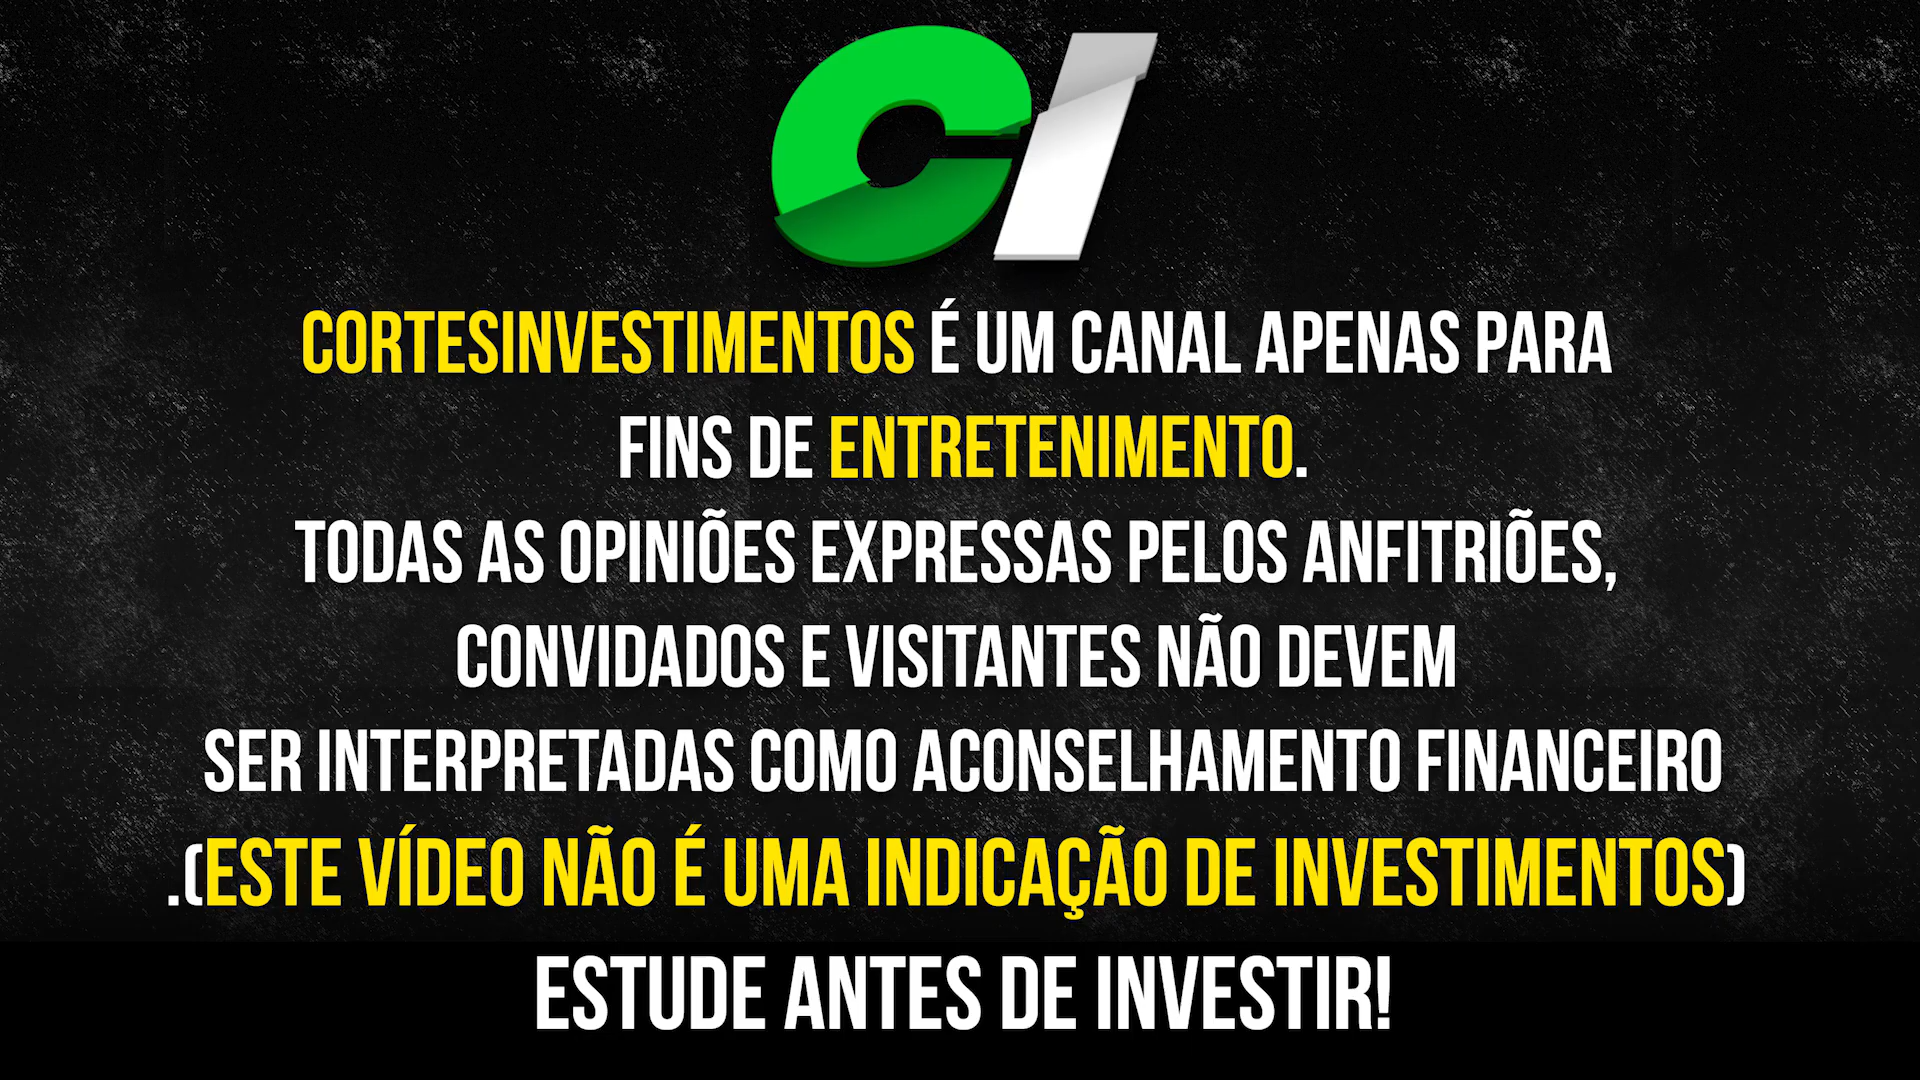 CI
CORTESINVESTIMENTOS É UM CANAL APENAS PARA
FINS DE ENTRETENIMENTO.
TODAS AS OPINIÕES EXPRESSAS PELOS ANFITRIÕES,
CONVIDADOS E VISITANTES NÃO DEVEM
SER INTERPRETADAS COMO ACONSELHAMENTO FINANCEIRO
.(ESTE VÍDEO NÃO É UMA INDICAÇÃO DE INVESTIMENTOS)
ESTUDE ANTES DE INVESTIR!